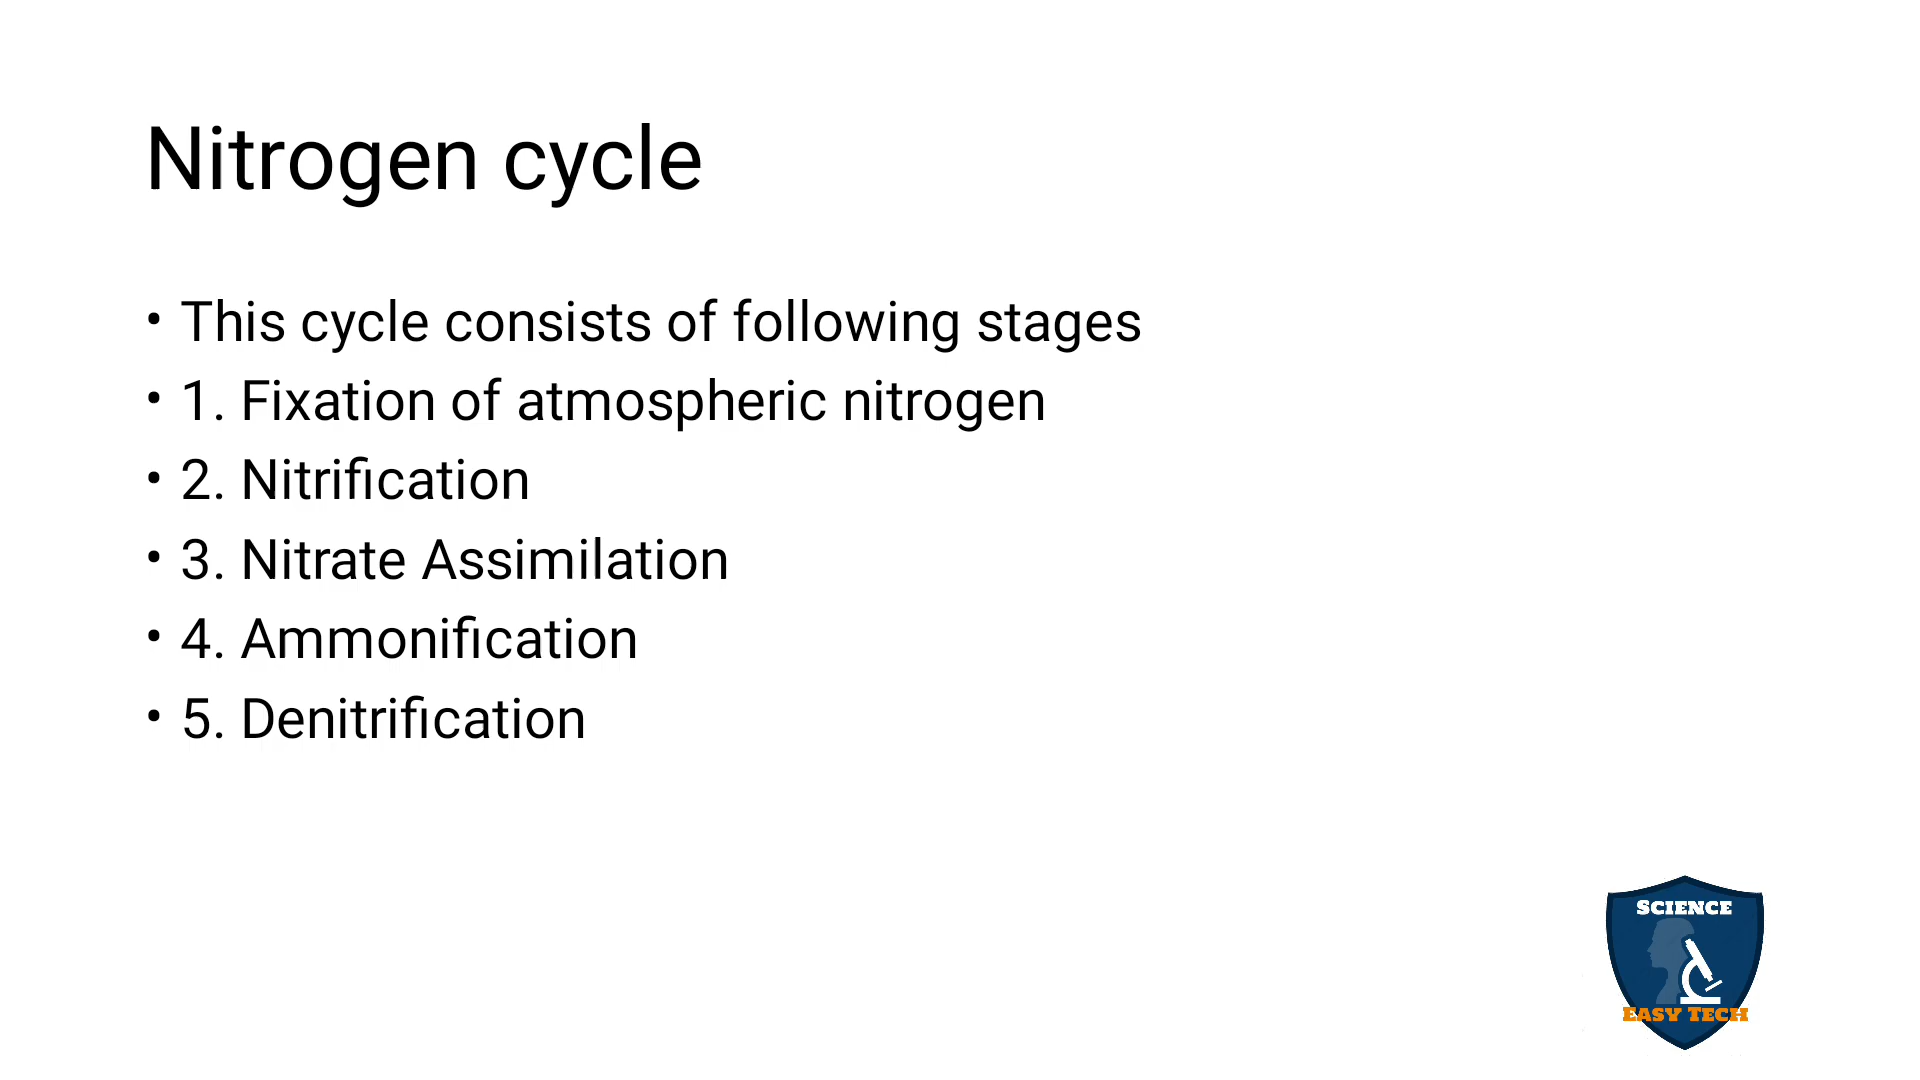 Nitrogen cycle
• This cycle consists of following stages
• 1. Fixation of atmospheric nitrogen
• 2. Nitrification
• 3. Nitrate Assimilation
• 4. Ammonification
• 5. Denitrification
SCIENCE
EASY TECH